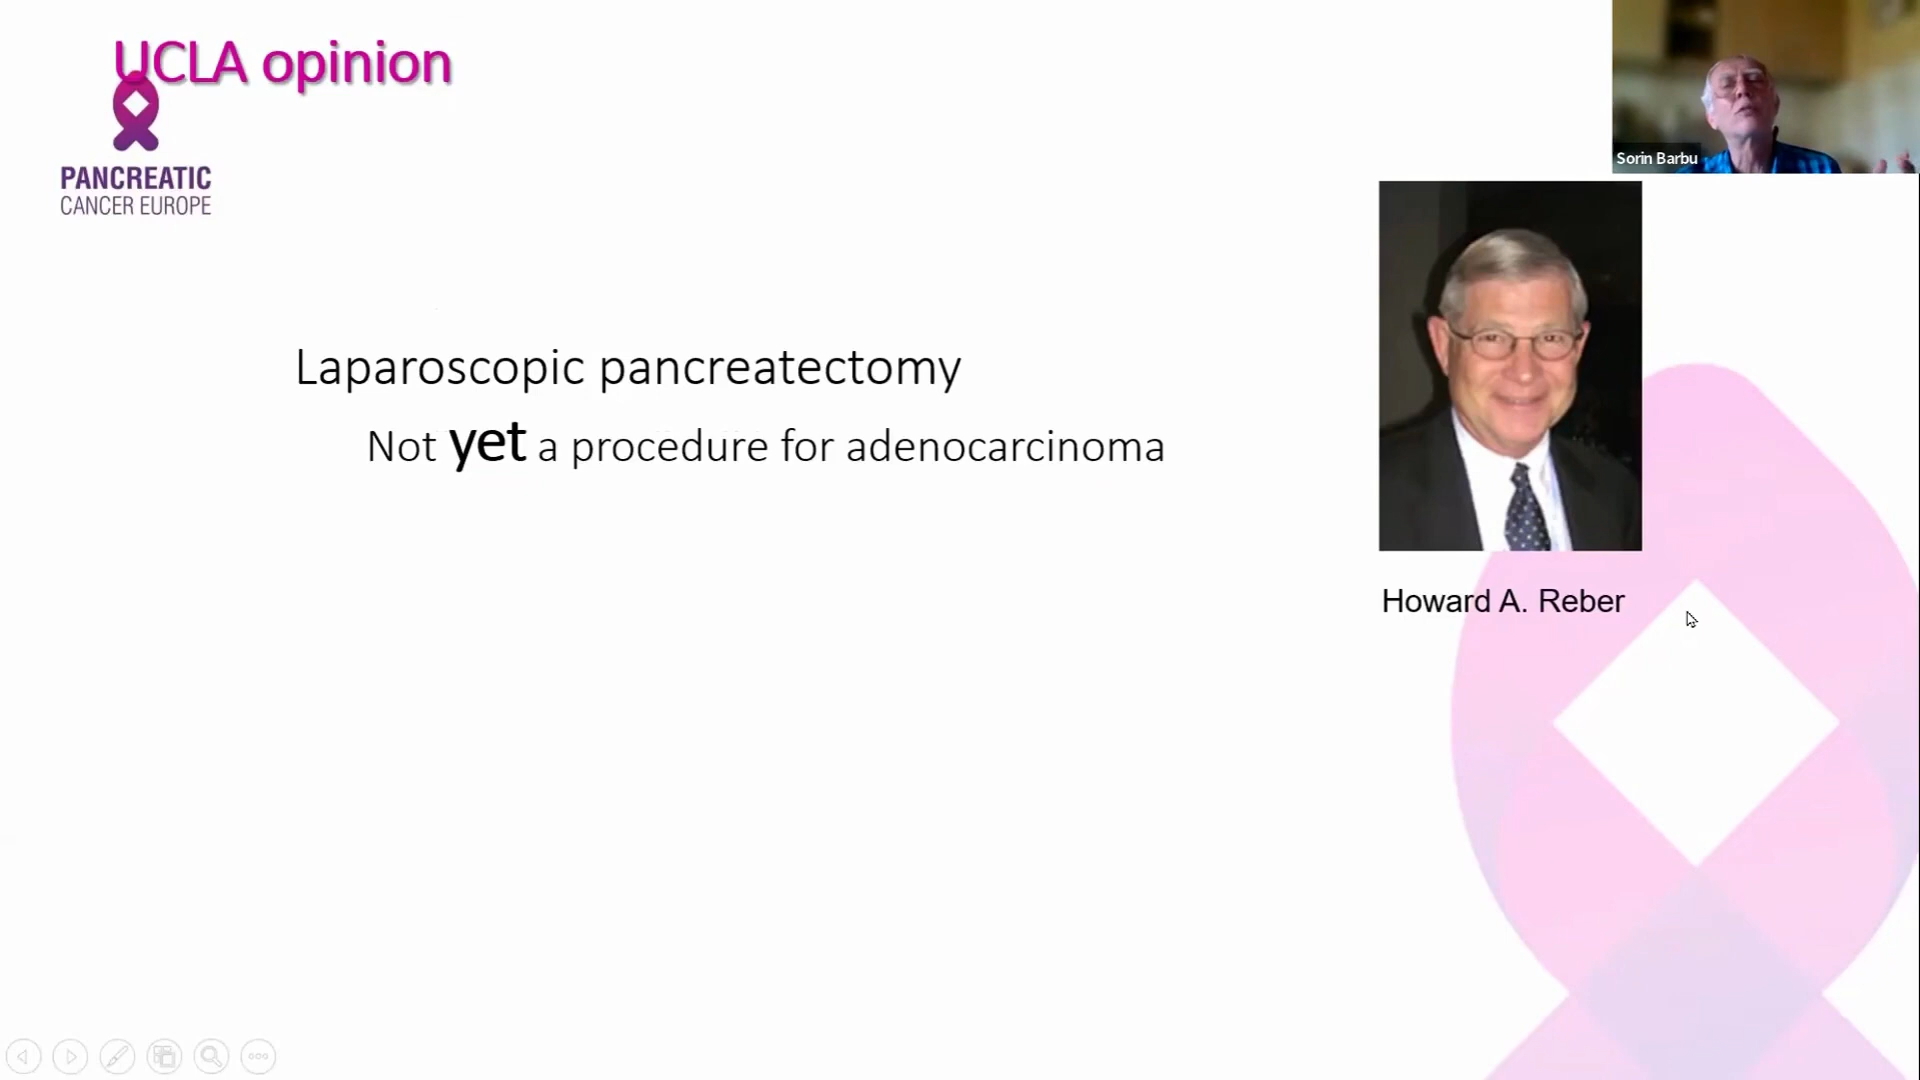 UCLA opinion
PANCREATIC
CANCER EUROPE
Sorin Barbu
Laparoscopic pancreatectomy
Not yet a procedure for adenocarcinoma
Howard A. Reber